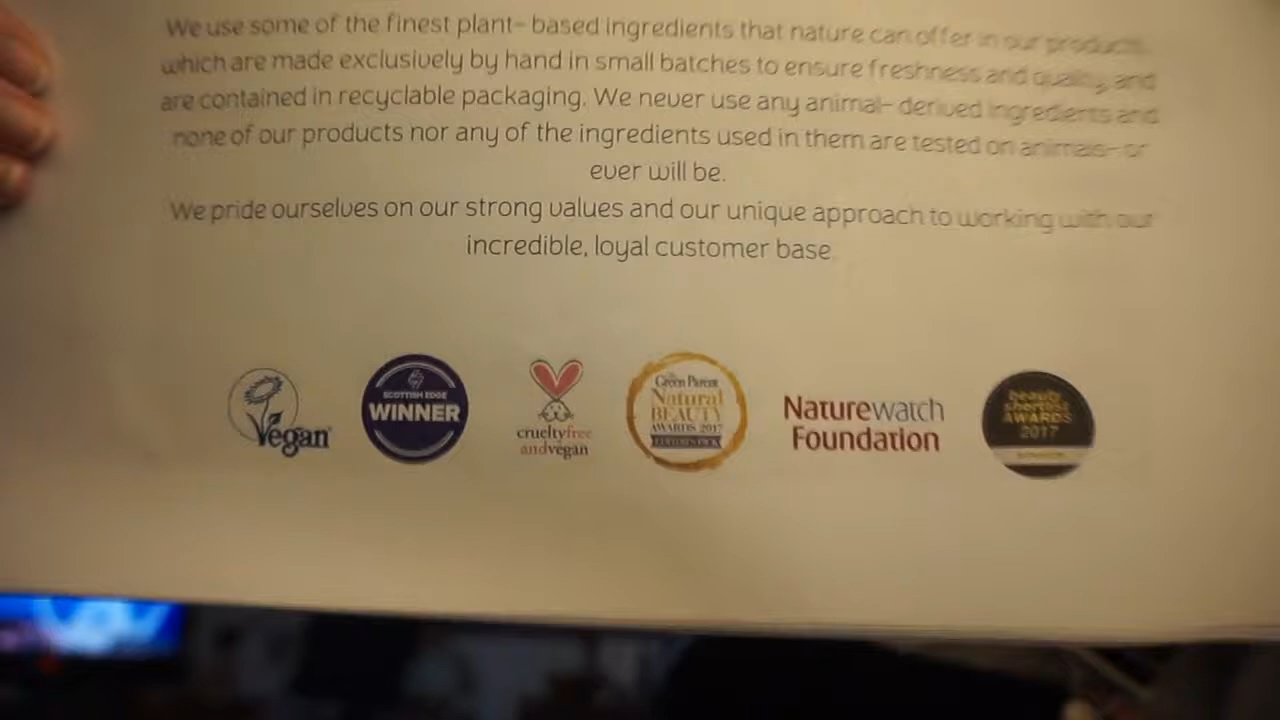 We use some of the finest plant- based ingredients that nature can offer in our products,
which are made exclusively by hand in small batches to ensure freshness and quality, and
are contained in recyclable packaging. We never use any animal- derived ingredients and
none of our products nor any of the ingredients used in them are tested on animals- or
ever will be.
We pride ourselves on our strong values and our unique approach to working with our
incredible, loyal customer base.
Vegan
SCOTTISH EDGE
WINNER
crueltyfree
andvegan
Green Parent
Natural
BEAUTY
AWARDS 2017
EDITOR'S PICK
Naturewatch
Foundation
beauty
shortlist
AWARDS
2017